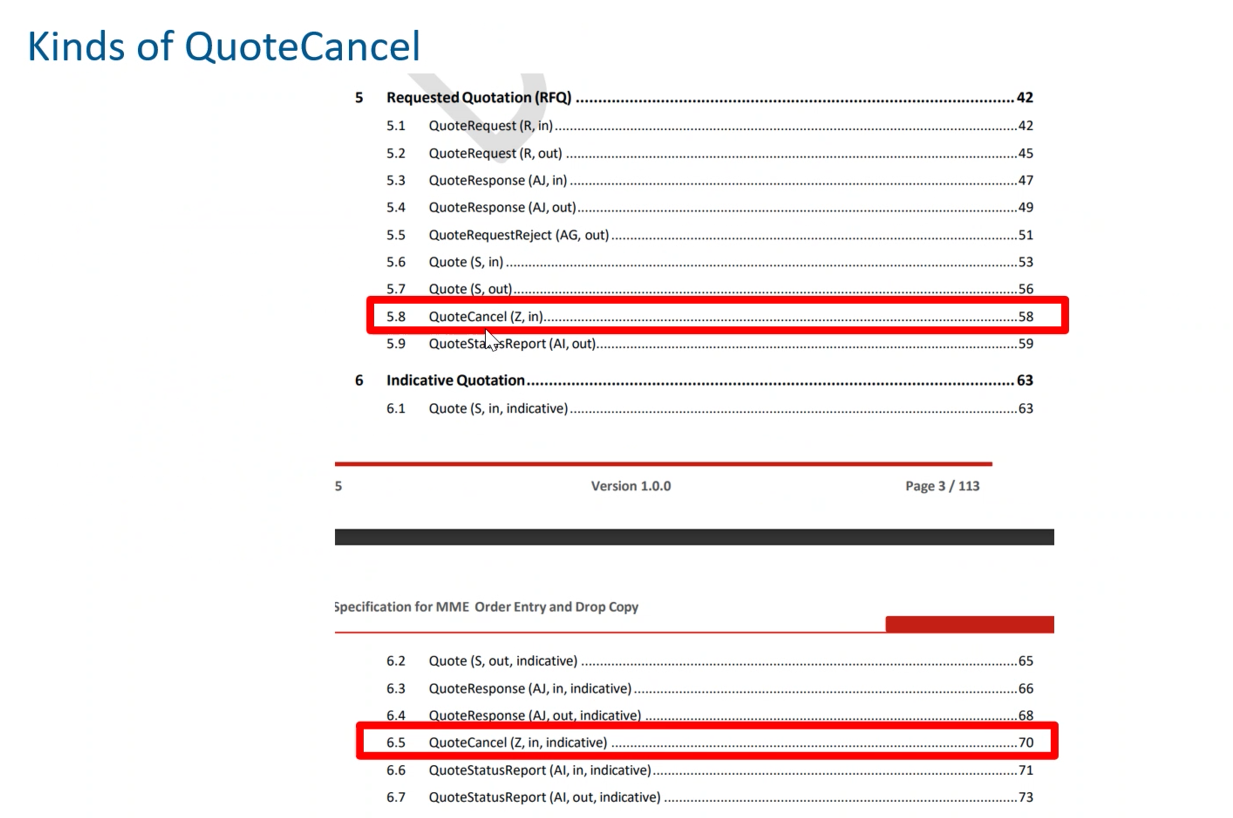 Kinds of QuoteCancel
5 Requested Quotation (RFQ) ........ 42
5.1 QuoteRequest (R, in) ........ 42
5.2 QuoteRequest (R, out) ........ 45
5.3 QuoteResponse (AJ, in) ........ 47
5.4 QuoteResponse (AJ, out) ........ 49
5.5 QuoteRequestReject (AG, out) ........ 51
5.6 Quote (S, in) ........ 53
5.7 Quote (S, out) ........ 56
5.8 QuoteCancel (Z, in) ........ 58
5.9 QuoteStatusReport (AI, out) ........ 59
6 Indicative Quotation ........ 63
6.1 Quote (S, in, indicative) ........ 63
5 Version 1.0.0 Page 3 / 113
Specification for MME Order Entry and Drop Copy
6.2 Quote (S, out, indicative) ........ 65
6.3 QuoteResponse (AJ, in, indicative) ........ 66
6.4 QuoteResponse (AJ, out, indicative) ........ 68
6.5 QuoteCancel (Z, in, indicative) ........ 70
6.6 QuoteStatusReport (AI, in, indicative) ........ 71
6.7 QuoteStatusReport (AI, out, indicative) ........ 73